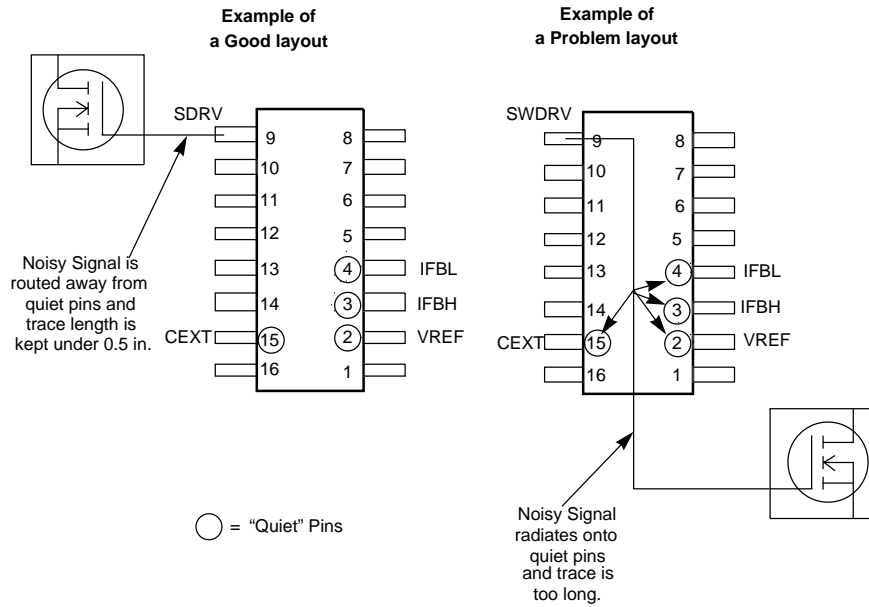 Example of
a Good layout
SDRV
9
8
10
7
11
6
12
5
13
4
IFBL
14
3
IFBH
CEXT
15
2
VREF
16
1
Noisy Signal is
routed away from
quiet pins and
trace length is
kept under 0.5 in.
= “Quiet” Pins
Example of
a Problem layout
SWDRV
9
8
10
7
11
6
12
5
13
4
IFBL
14
3
IFBH
CEXT
15
2
VREF
16
1
Noisy Signal
radiates onto
quiet pins
and trace is
too long.